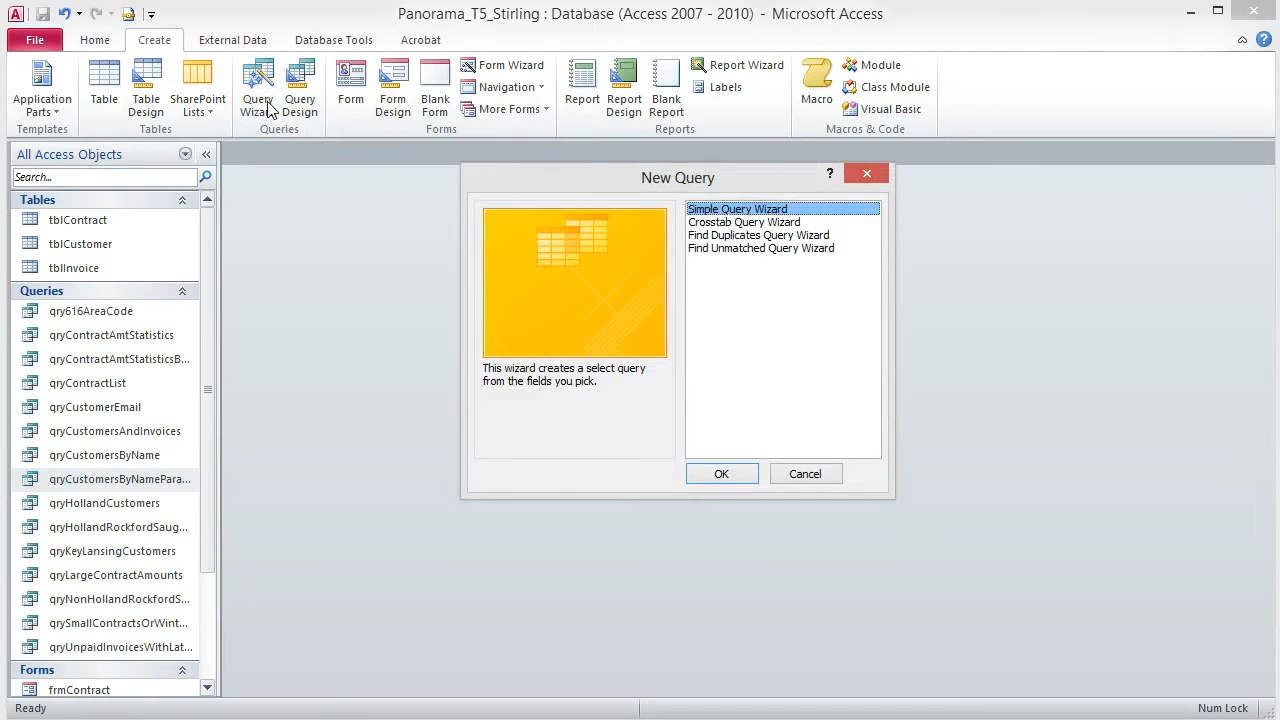 Panorama_T5_Stirling : Database (Access 2007 - 2010) - Microsoft Access
File Home Create External Data Database Tools Acrobat
Application Parts
Templates
Table
Table Design
SharePoint Lists
Tables
Query Wizard
Query Design
Queries
Form
Form Design
Blank Form
Form Wizard
Navigation
More Forms
Forms
Report
Report Design
Blank Report
Report Wizard
Labels
Reports
Macro
Module
Class Module
Visual Basic
Macros & Code
All Access Objects
Search...
Tables
tblContract
tblCustomer
tblInvoice
Queries
qry616AreaCode
qryContractAmtStatistics
qryContractAmtStatisticsB...
qryContractList
qryCustomerEmail
qryCustomersAndInvoices
qryCustomersByName
qryCustomersByNamePara...
qryHollandCustomers
qryHollandRockfordSaug...
qryKeyLansingCustomers
qryLargeContractAmounts
qryNonHollandRockfordS...
qrySmallContractsOrWint...
qryUnpaidInvoicesWithLat...
Forms
frmContract
New Query
Simple Query Wizard
Crosstab Query Wizard
Find Duplicates Query Wizard
Find Unmatched Query Wizard
This wizard creates a select query
from the fields you pick.
OK Cancel
Ready Num Lock